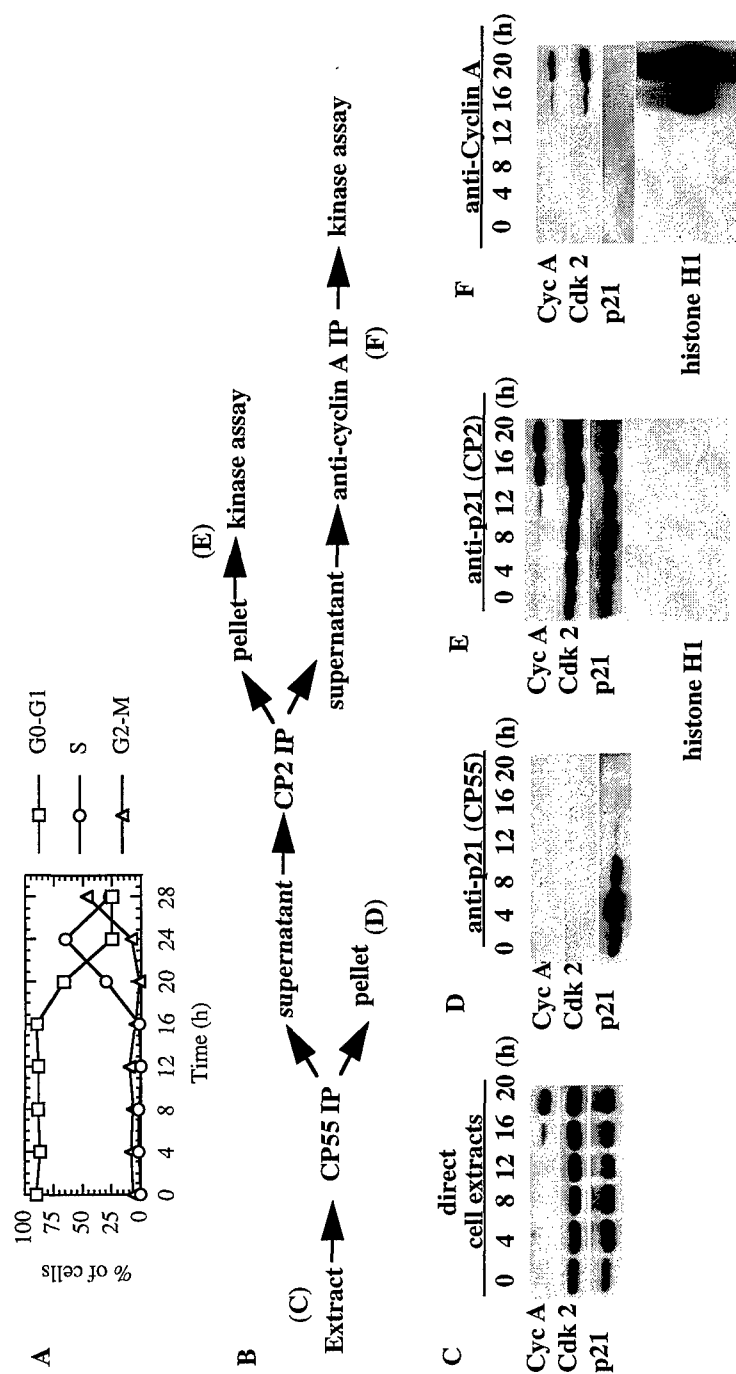 A
% of cells
100
75
50
25
0
0 4 8 12 16 20 24 28
Time (h)
G0-G1
S
G2-M
B
(C)
Extract
CP55 IP
supernatant
pellet
(D)
CP2 IP
pellet
(E)
kinase assay
supernatant
anti-cyclin A IP
(F)
kinase assay
C
direct
cell extracts
0 4 8 12 16 20 (h)
Cyc A
Cdk 2
p21
D
anti-p21 (CP55)
0 4 8 12 16 20 (h)
Cyc A
Cdk 2
p21
E
anti-p21 (CP2)
0 4 8 12 16 20 (h)
Cyc A
Cdk 2
p21
histone H1
F
anti-Cyclin A
0 4 8 12 16 20 (h)
Cyc A
Cdk 2
p21
histone H1